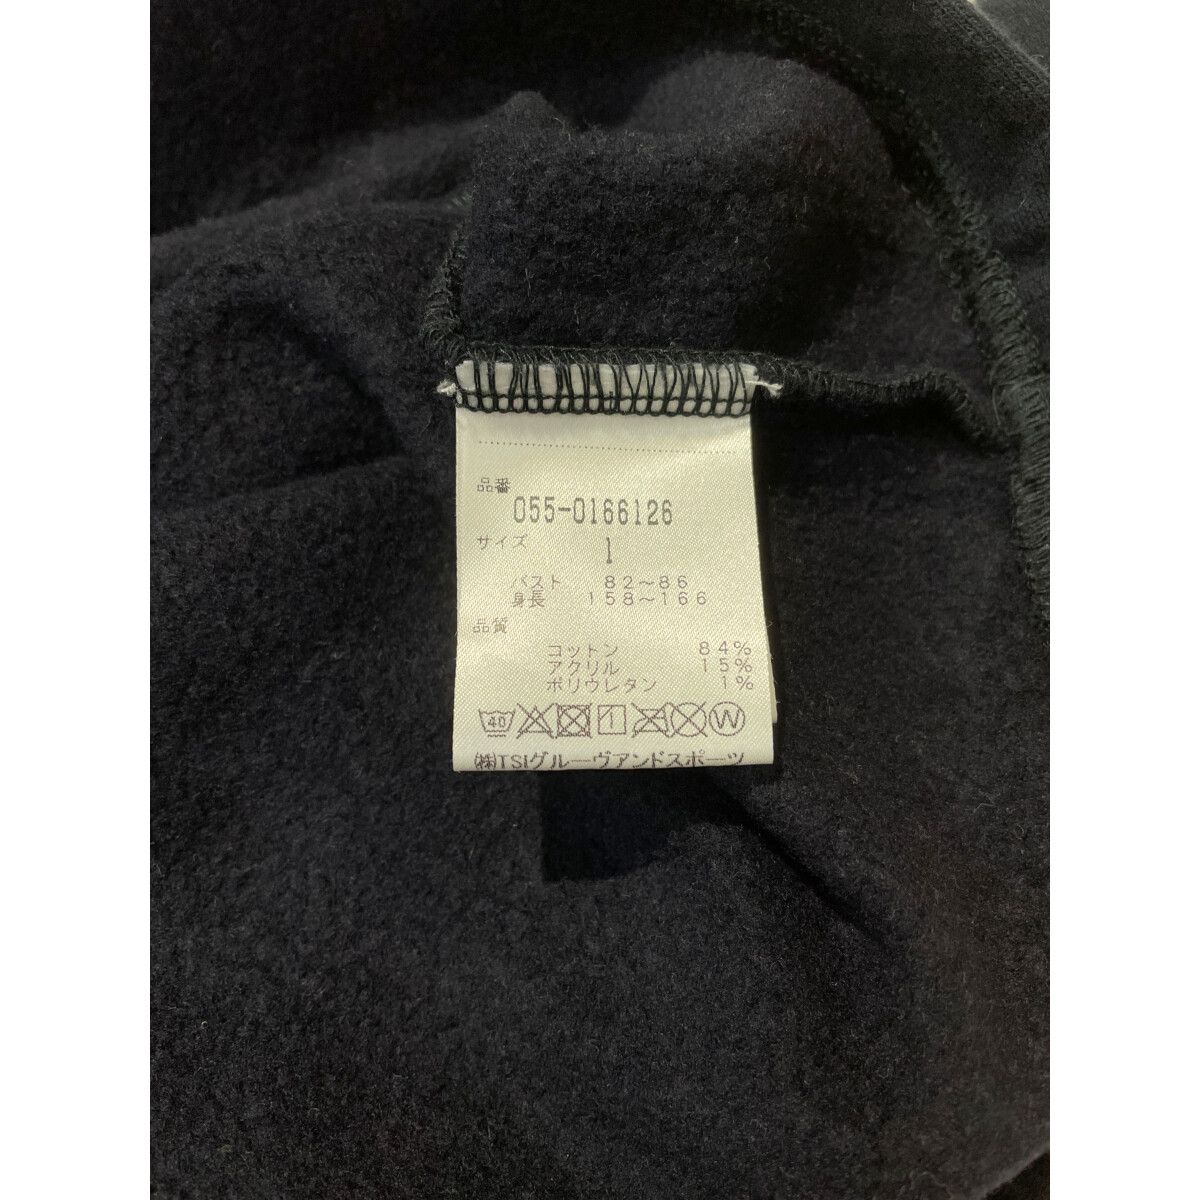 品番
055-0166126
サイズ 1
バスト 82～86
身長 158～166
品質
コットン 84%
アクリル 15%
ポリウレタン 1%
40 W
㈱TSIグルーヴアンドスポーツ